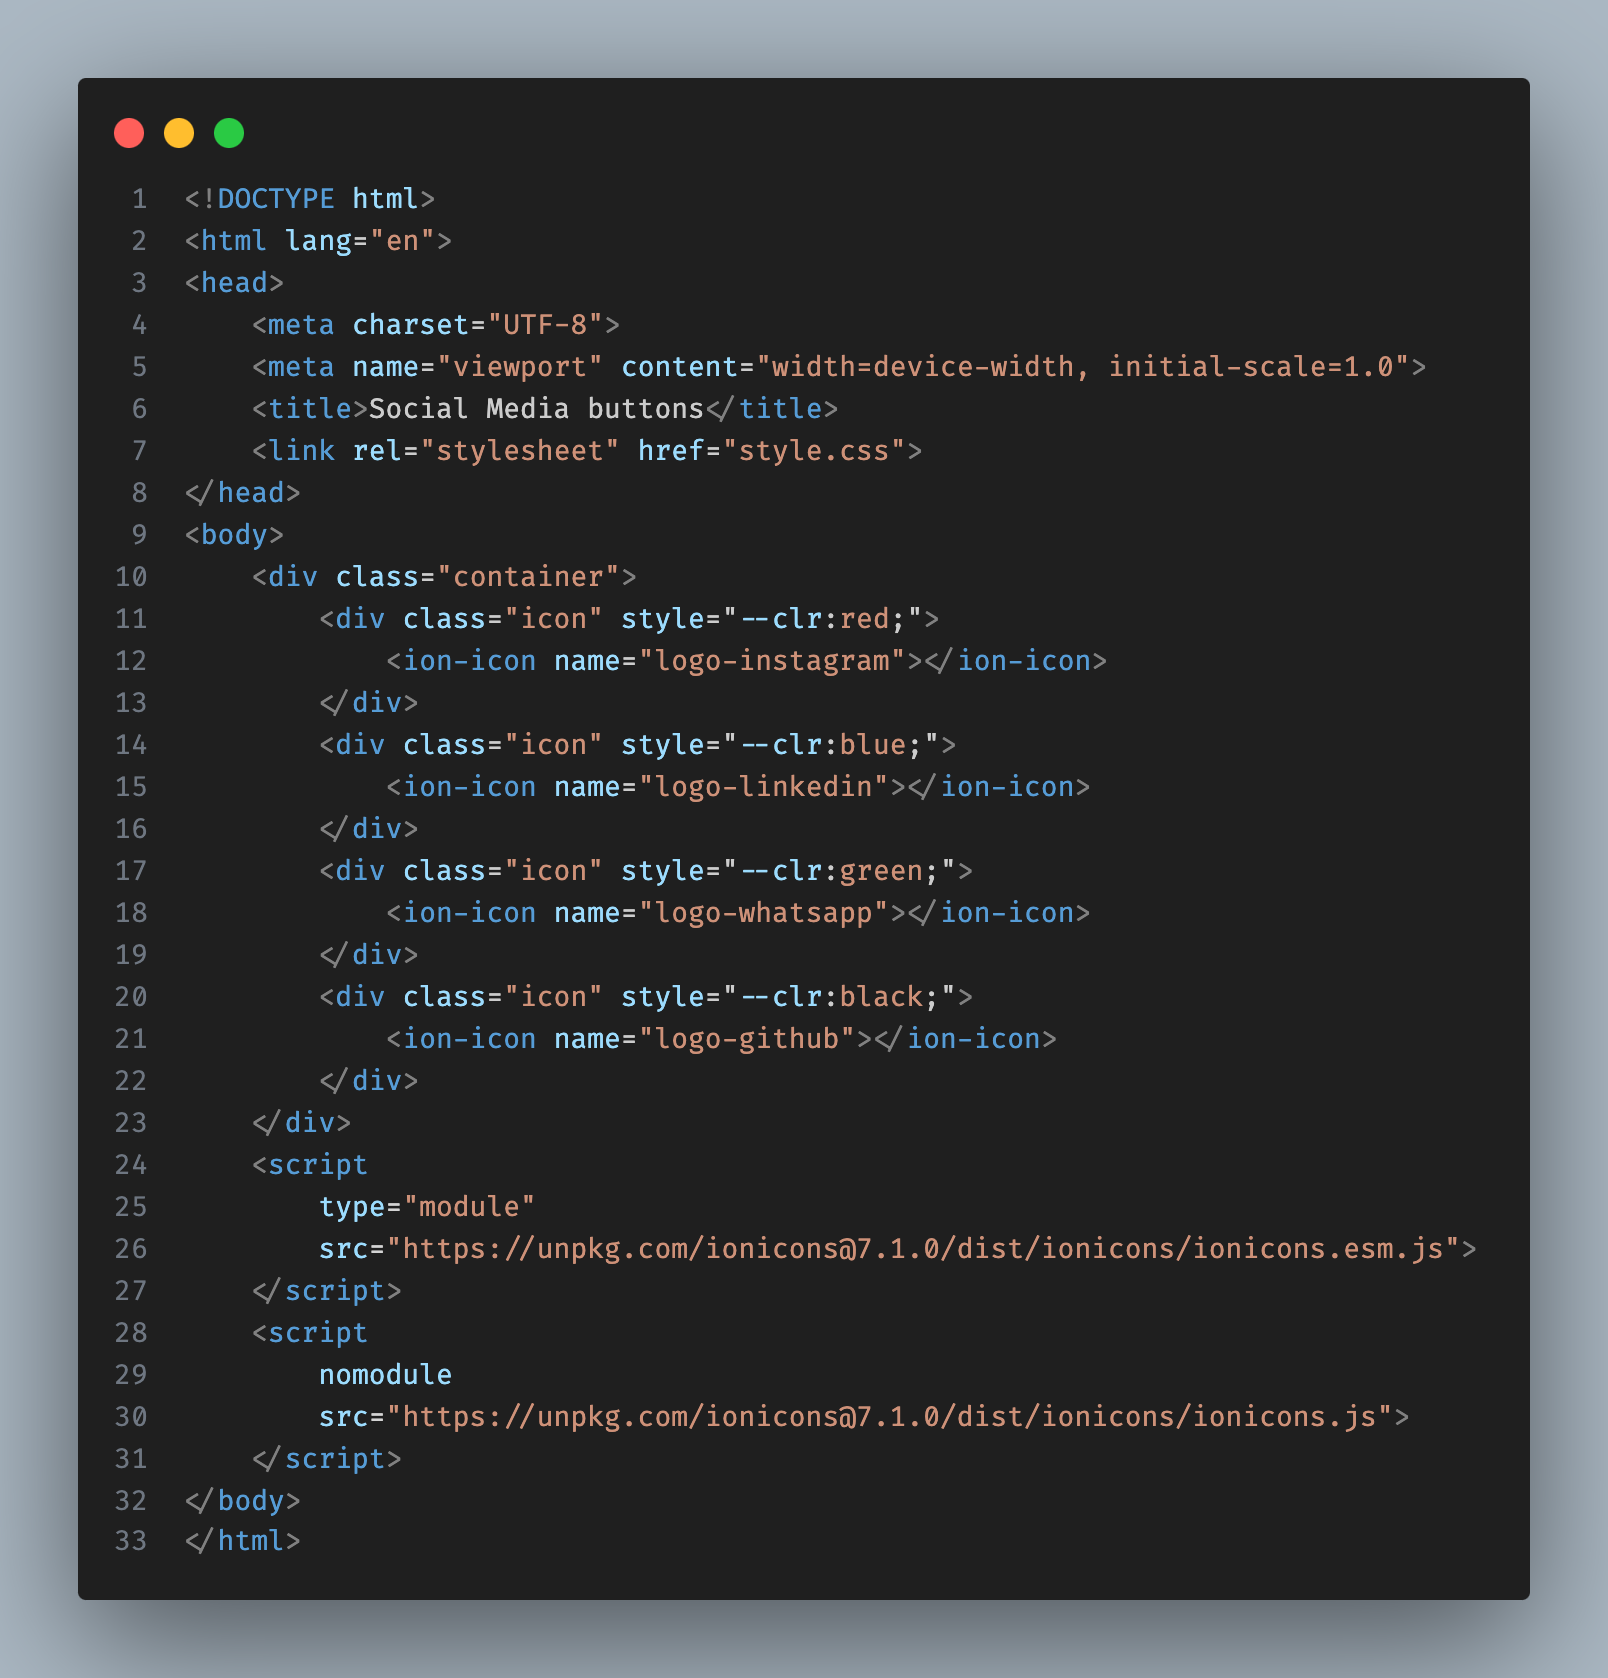 1 <!DOCTYPE html>
2 <html lang="en">
3 <head>
4     <meta charset="UTF-8">
5     <meta name="viewport" content="width=device-width, initial-scale=1.0">
6     <title>Social Media buttons</title>
7     <link rel="stylesheet" href="style.css">
8 </head>
9 <body>
10     <div class="container">
11         <div class="icon" style="--clr:red;">
12             <ion-icon name="logo-instagram"></ion-icon>
13         </div>
14         <div class="icon" style="--clr:blue;">
15             <ion-icon name="logo-linkedin"></ion-icon>
16         </div>
17         <div class="icon" style="--clr:green;">
18             <ion-icon name="logo-whatsapp"></ion-icon>
19         </div>
20         <div class="icon" style="--clr:black;">
21             <ion-icon name="logo-github"></ion-icon>
22         </div>
23     </div>
24     <script
25         type="module"
26         src="https://unpkg.com/ionicons@7.1.0/dist/ionicons/ionicons.esm.js">
27     </script>
28     <script
29         nomodule
30         src="https://unpkg.com/ionicons@7.1.0/dist/ionicons/ionicons.js">
31     </script>
32 </body>
33 </html>